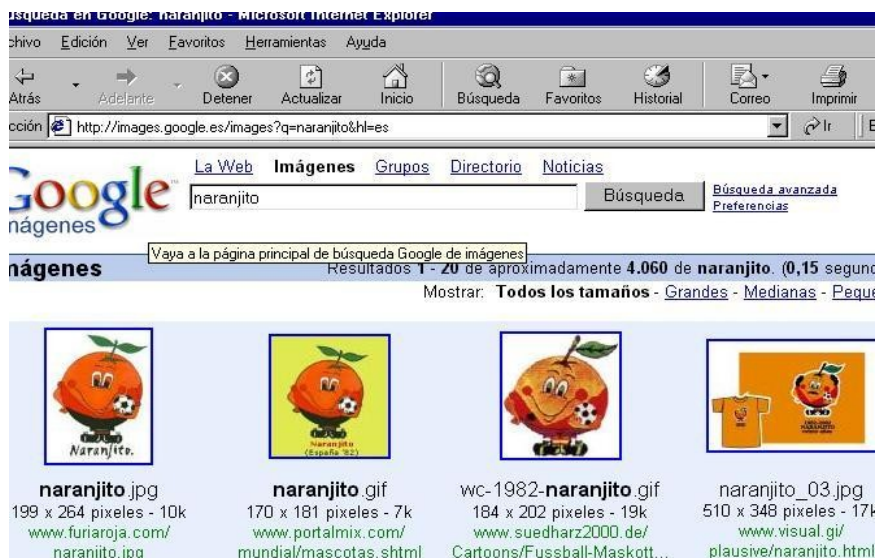 úsqueda en Google: naranjito - Microsoft Internet Explorer
chivo Edición Ver Favoritos Herramientas Ayuda
Atrás Adelante Detener Actualizar Inicio Búsqueda Favoritos Historial Correo Imprimir
cción http://images.google.es/images?q=naranjito&hl=es Ir E
La Web Imágenes Grupos Directorio Noticias
Google
naranjito Búsqueda Búsqueda avanzada
Preferencias
mágenes
Vaya a la página principal de búsqueda Google de imágenes
mágenes Resultados 1 - 20 de aproximadamente 4.060 de naranjito. (0,15 segund
Mostrar: Todos los tamaños - Grandes - Medianas - Peque
Naranjito.
Naranjito
(España '82)
naranjito.jpg naranjito.gif wc-1982-naranjito.gif naranjito_03.jpg
199 x 264 pixeles - 10k 170 x 181 pixeles - 7k 184 x 202 pixeles - 19k 510 x 348 pixeles - 17k
www.furiaroja.com/ www.portalmix.com/ www.suedharz2000.de/ www.visual.gi/
naranjito.jpg mundial/mascotas.shtml Cartoons/Fussball-Maskott... plausive/naranjito.html